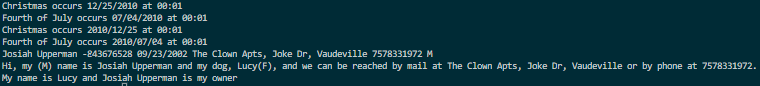 Christmas occurs 12/25/2010 at 00:01
Fourth of July occurs 07/04/2010 at 00:01
Christmas occurs 2010/12/25 at 00:01
Fourth of July occurs 2010/07/04 at 00:01
Josiah Upperman -843676528 09/23/2002 The Clown Apts, Joke Dr, Vaudeville 7578331972 M
Hi, my (M) name is Josiah Upperman and my dog, Lucy(F), and we can be reached by mail at The Clown Apts, Joke Dr, Vaudeville or by phone at 7578331972.
My name is Lucy and Josiah Upperman is my owner